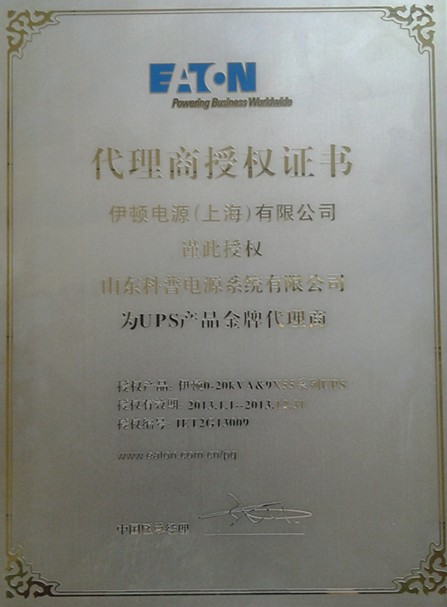 EATON
Powering Business Worldwide
代理商授权证书
伊顿电源(上海)有限公司
谨此授权
山东科普电源系统有限公司
为UPS产品金牌代理商
授权产品: 伊顿0-20kVA&9X55系列UPS
授权有效期: 2013.1.1--2013.12.31
授权编号: 1ET2G13009
www.eaton.com.cn/pq
中国区总经理